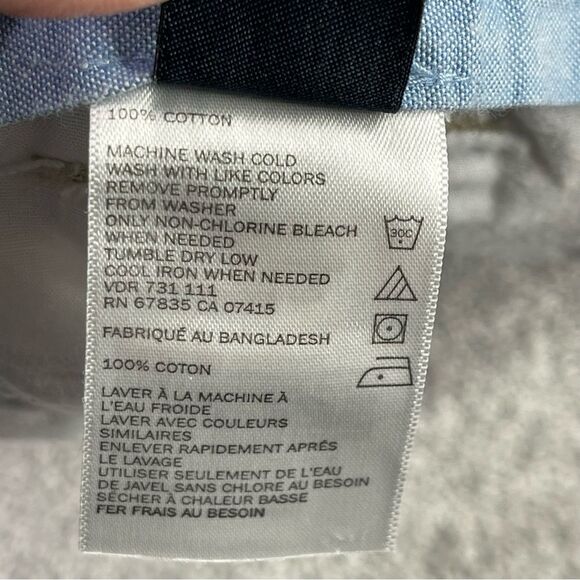 100% COTTON
MACHINE WASH COLD
WASH WITH LIKE COLORS
REMOVE PROMPTLY
FROM WASHER
ONLY NON-CHLORINE BLEACH
WHEN NEEDED
TUMBLE DRY LOW
COOL IRON WHEN NEEDED
VDR 731 111
RN 67835 CA 07415
30C
FABRIQUÉ AU BANGLADESH
100% COTON
LAVER À LA MACHINE À
L'EAU FROIDE
LAVER AVEC COULEURS
SIMILAIRES
ENLEVER RAPIDEMENT APRÉS
LE LAVAGE
UTILISER SEULEMENT DE L'EAU
DE JAVEL SANS CHLORE AU BESOIN
SÉCHER À CHALEUR BASSE
FER FRAIS AU BESOIN